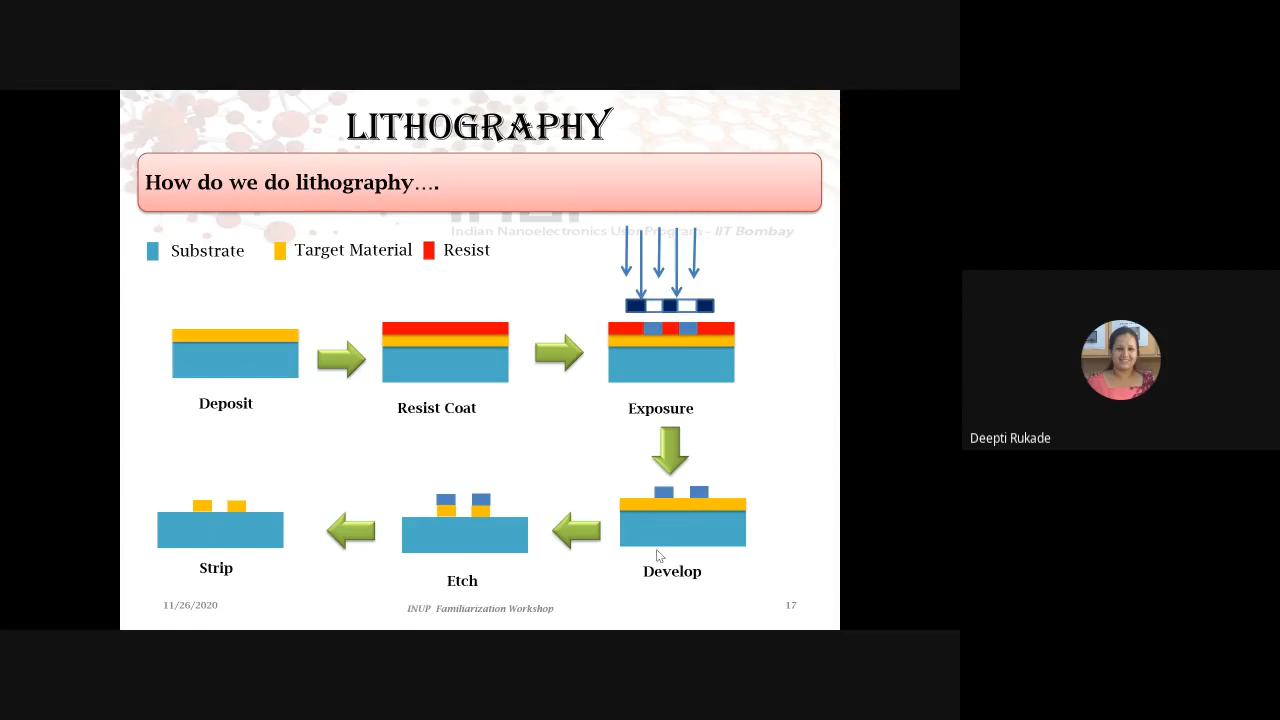 LITHOGRAPHY
How do we do lithography….
Indian Nanoelectronics User Program - IIT Bombay
Substrate Target Material Resist
Deposit
Resist Coat
Exposure
Deepti Rukade
Strip
Etch
Develop
11/26/2020
INUP Familiarization Workshop
17